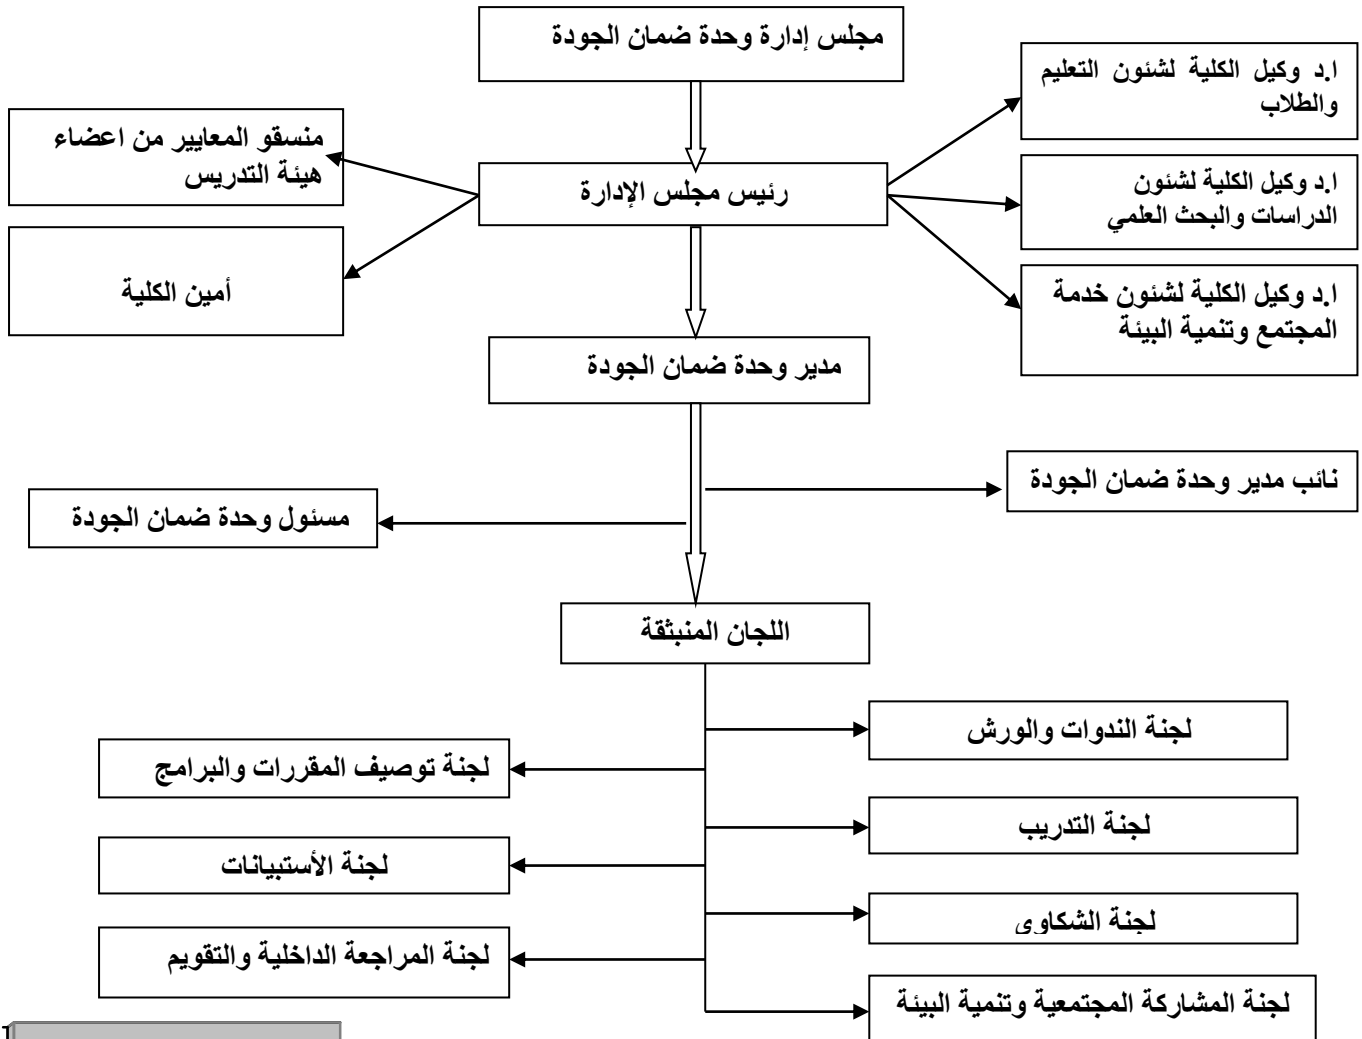 مجلس إدارة وحدة ضمان الجودة
ا.د وكيل الكلية لشئون التعليم
والطلاب
منسقو المعايير من اعضاء
هيئة التدريس
رئيس مجلس الإدارة
ا.د وكيل الكلية لشئون
الدراسات والبحث العلمي
أمين الكلية
ا.د وكيل الكلية لشئون خدمة
المجتمع وتنمية البيئة
مدير وحدة ضمان الجودة
نائب مدير وحدة ضمان الجودة
مسئول وحدة ضمان الجودة
اللجان المنبثقة
لجنة الندوات والورش
لجنة توصيف المقررات والبرامج
لجنة التدريب
لجنة الأستبيانات
لجنة الشكاوى
لجنة المراجعة الداخلية والتقويم
لجنة المشاركة المجتمعية وتنمية البيئة